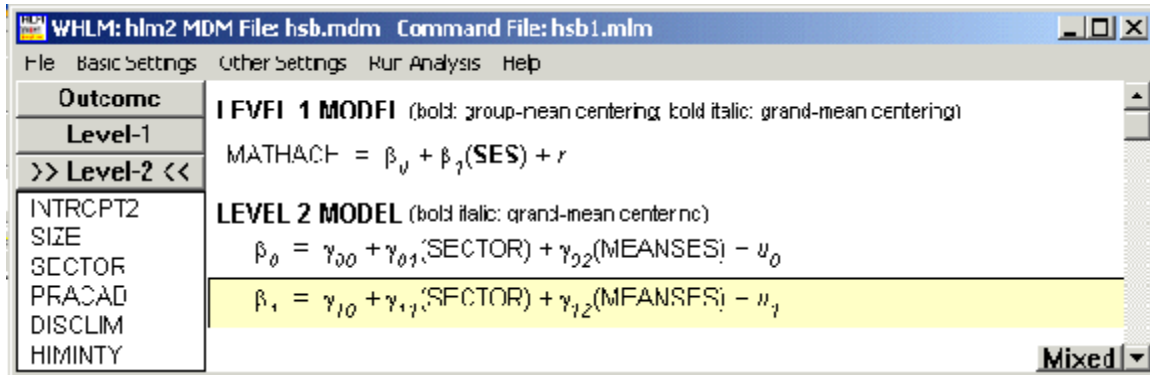 WHLM: hlm2 MDM File: hsb.mdm Command File: hsb1.mlm
File Basic Settings Other Settings Run Analysis Help
Outcome
Level-1
>> Level-2 <<
INTRCPT2
SIZE
SECTOR
PRACAD
DISCLIM
HIMINTY
LEVEL 1 MODEL (bold: group-mean centering; bold italic: grand-mean centering)
MATHACH = β₀ + β₁(SES) + r
LEVEL 2 MODEL (bold italic: grand-mean centering)
β₀ = γ₀₀ + γ₀₁(SECTOR) + γ₀₂(MEANSES) + u₀
β₁ = γ₁₀ + γ₁₁(SECTOR) + γ₁₂(MEANSES) + u₁
Mixed